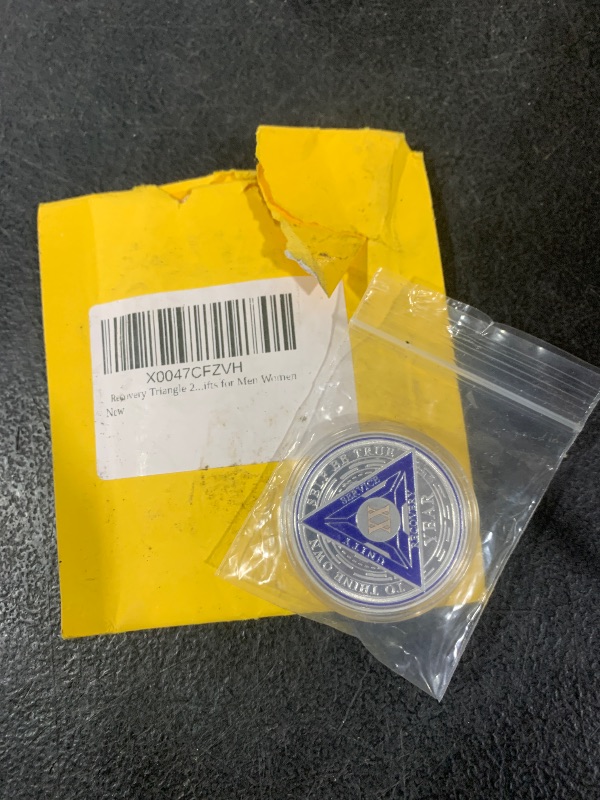 X0047CFZVH
Recovery Triangle 2...ifts for Men Women
New
SELF BE TRUE
TO THINE OWN
YEAR
SERVICE
RECOVERY
UNITY
XX